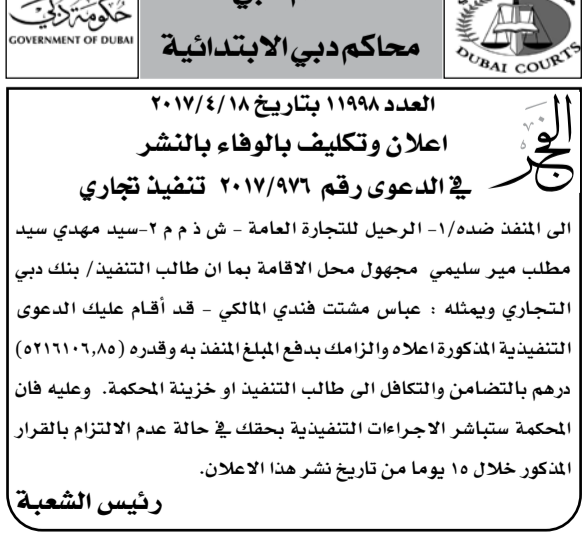 حكومة دبي
GOVERNMENT OF DUBAI
محاكم دبي الابتدائية
DUBAI COURTS
الفجر
العدد ١١٩٩٨ بتاريخ ٢٠١٧/٤/١٨
اعلان وتكليف بالوفاء بالنشر
في الدعوى رقم ٢٠١٧/٩٧٦ تنفيذ تجاري
الى المنفذ ضده/١- الرحيل للتجارة العامة - ش ذ م م ٢-سيد مهدي سيد
مطلب مير سليمي مجهول محل الاقامة بما ان طالب التنفيذ/ بنك دبي
التجاري ويمثله : عباس مشتت فندي المالكي - قد أقام عليك الدعوى
التنفيذية المذكورة اعلاه والزامك بدفع المبلغ المنفذ به وقدره (٥٢١٦١٠٦,٨٥)
درهم بالتضامن والتكافل الى طالب التنفيذ او خزينة المحكمة. وعليه فان
المحكمة ستباشر الاجراءات التنفيذية بحقك في حالة عدم الالتزام بالقرار
المذكور خلال ١٥ يوما من تاريخ نشر هذا الاعلان.
رئيس الشعبة